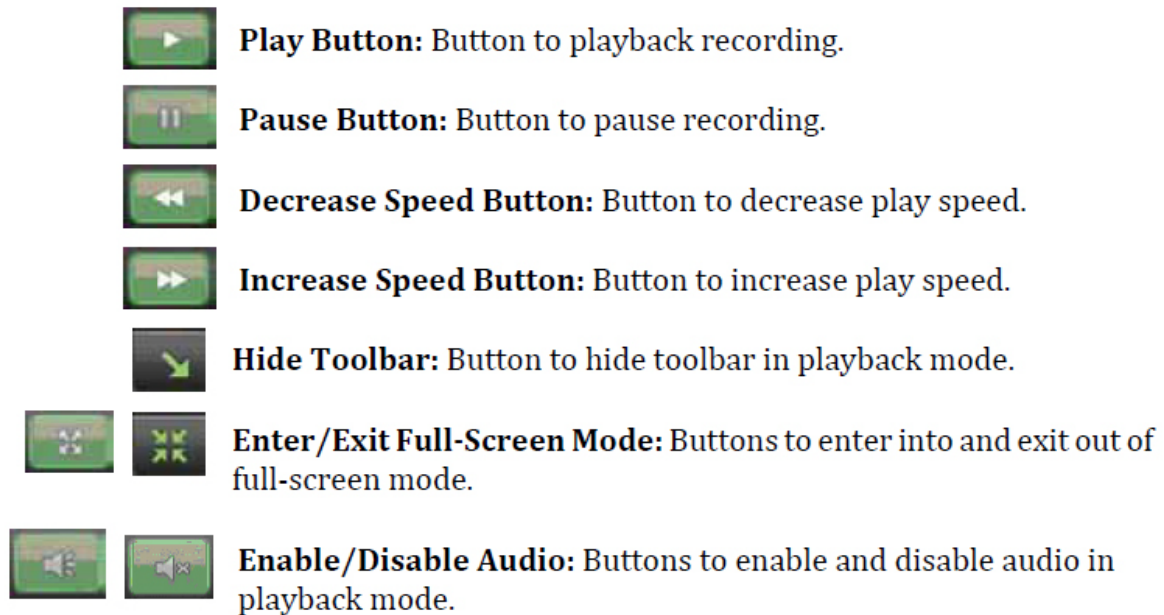 Play Button: Button to playback recording.
Pause Button: Button to pause recording.
Decrease Speed Button: Button to decrease play speed.
Increase Speed Button: Button to increase play speed.
Hide Toolbar: Button to hide toolbar in playback mode.
Enter/Exit Full-Screen Mode: Buttons to enter into and exit out of
full-screen mode.
Enable/Disable Audio: Buttons to enable and disable audio in
playback mode.